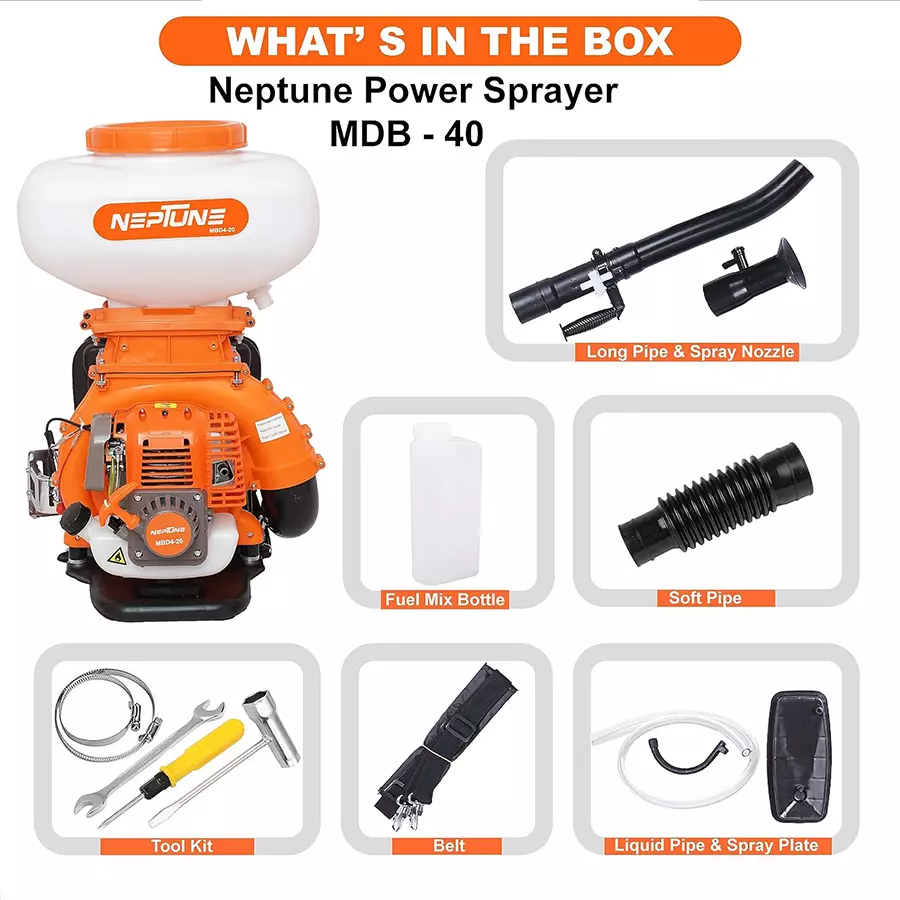 WHAT' S IN THE BOX
Neptune Power Sprayer
MDB - 40
NEPTUNE
MBD4-20
NEPTUNE
MBD4-20
Long Pipe & Spray Nozzle
Fuel Mix Bottle
Soft Pipe
Tool Kit
Belt
Liquid Pipe & Spray Plate